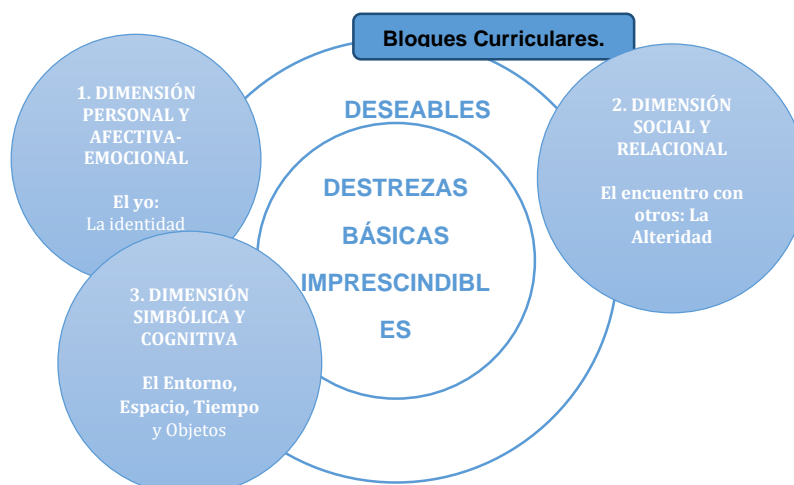 Bloques Curriculares.
1. DIMENSIÓN
PERSONAL Y
AFECTIVA-
EMOCIONAL
El yo:
La identidad
DESEABLES
DESTREZAS
BÁSICAS
IMPRESCINDIBL
ES
2. DIMENSIÓN
SOCIAL Y
RELACIONAL
El encuentro con
otros: La
Alteridad
3. DIMENSIÓN
SIMBÓLICA Y
COGNITIVA
El Entorno,
Espacio, Tiempo
y Objetos